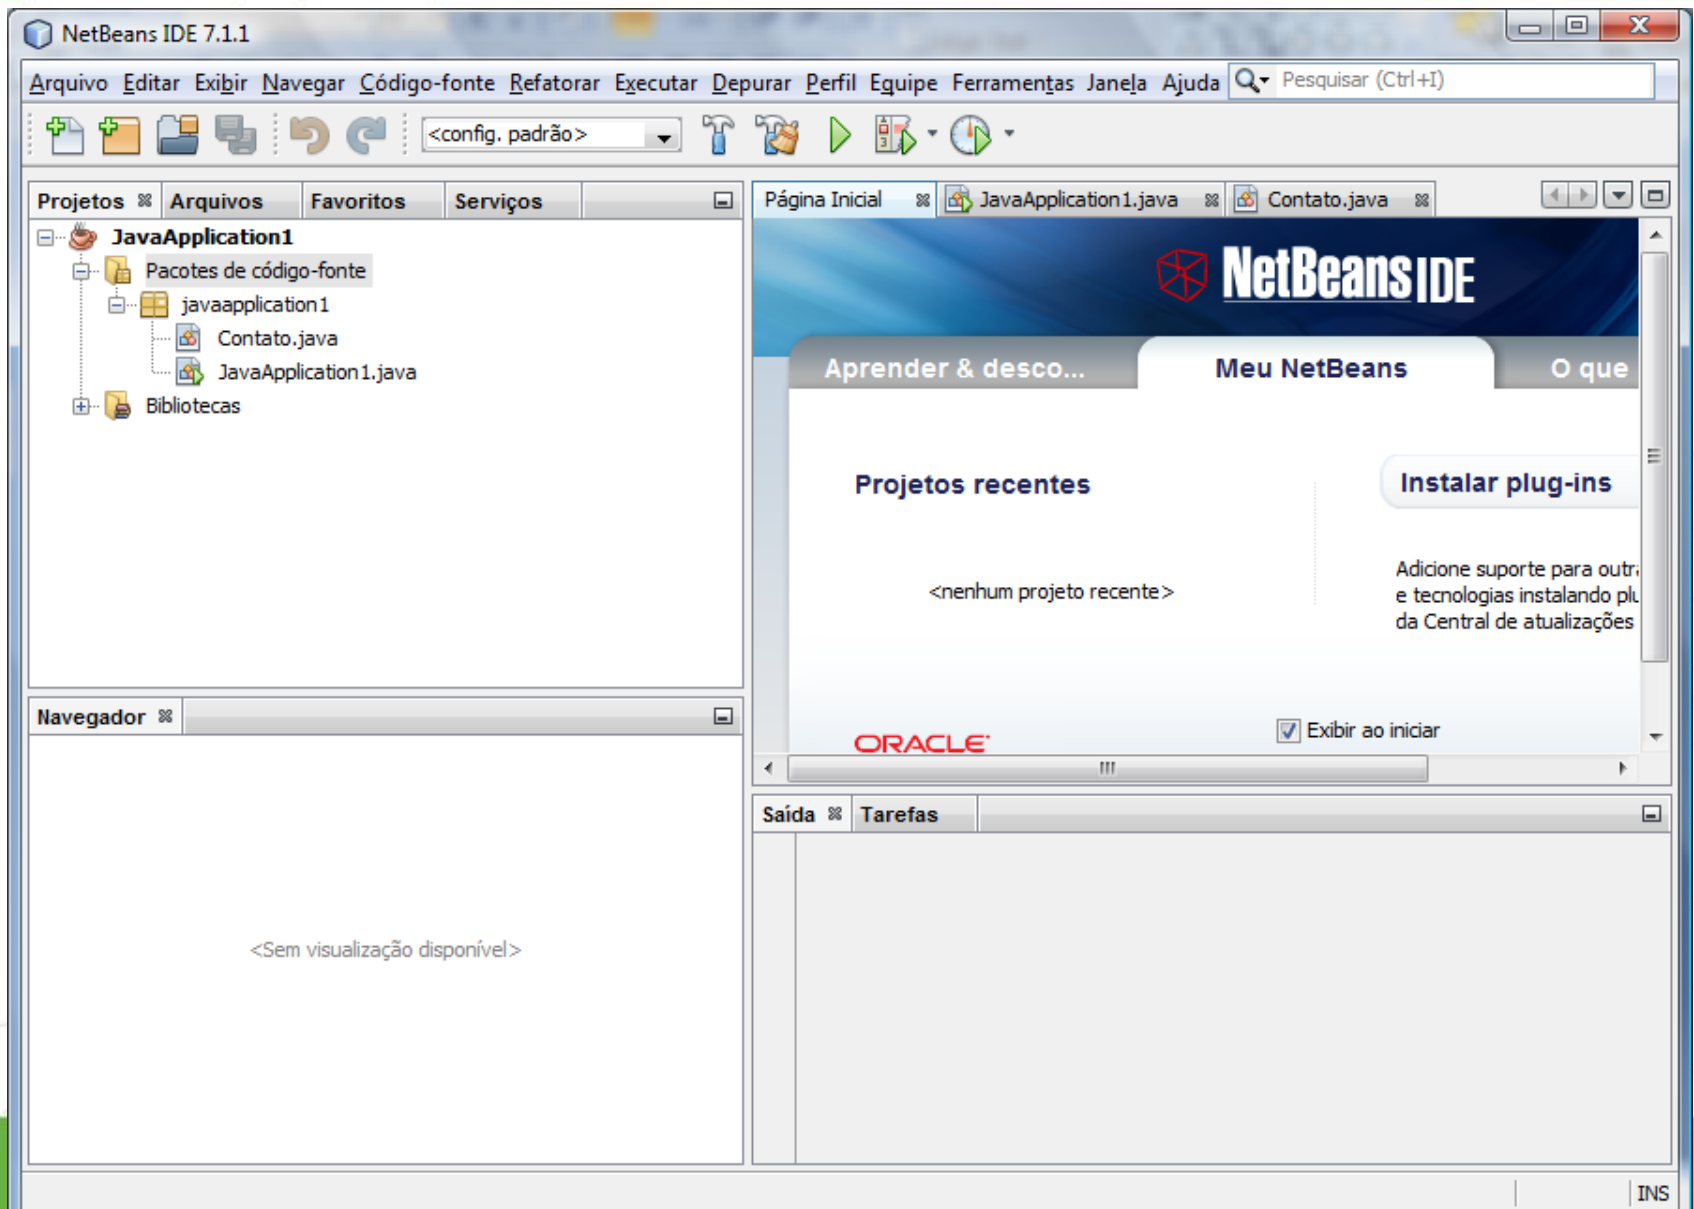 NetBeans IDE 7.1.1
Arquivo Editar Exibir Navegar Código-fonte Refatorar Executar Depurar Perfil Equipe Ferramentas Janela Ajuda Pesquisar (Ctrl+I)
<config. padrão>
Projetos Arquivos Favoritos Serviços
JavaApplication1
Pacotes de código-fonte
javaapplication1
Contato.java
JavaApplication1.java
Bibliotecas
Navegador
<Sem visualização disponível>
Página Inicial JavaApplication1.java Contato.java
NetBeans IDE
Aprender & desco... Meu NetBeans O que
Projetos recentes
<nenhum projeto recente>
Instalar plug-ins
Adicione suporte para outra
e tecnologias instalando plu
da Central de atualizações
ORACLE
Exibir ao iniciar
Saída Tarefas
INS